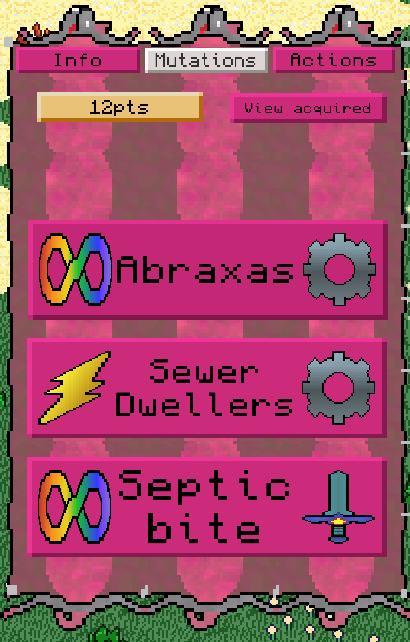 Info Mutations Actions
12pts View acquired
Abraxas
Sewer
Dwellers
Septic
bite